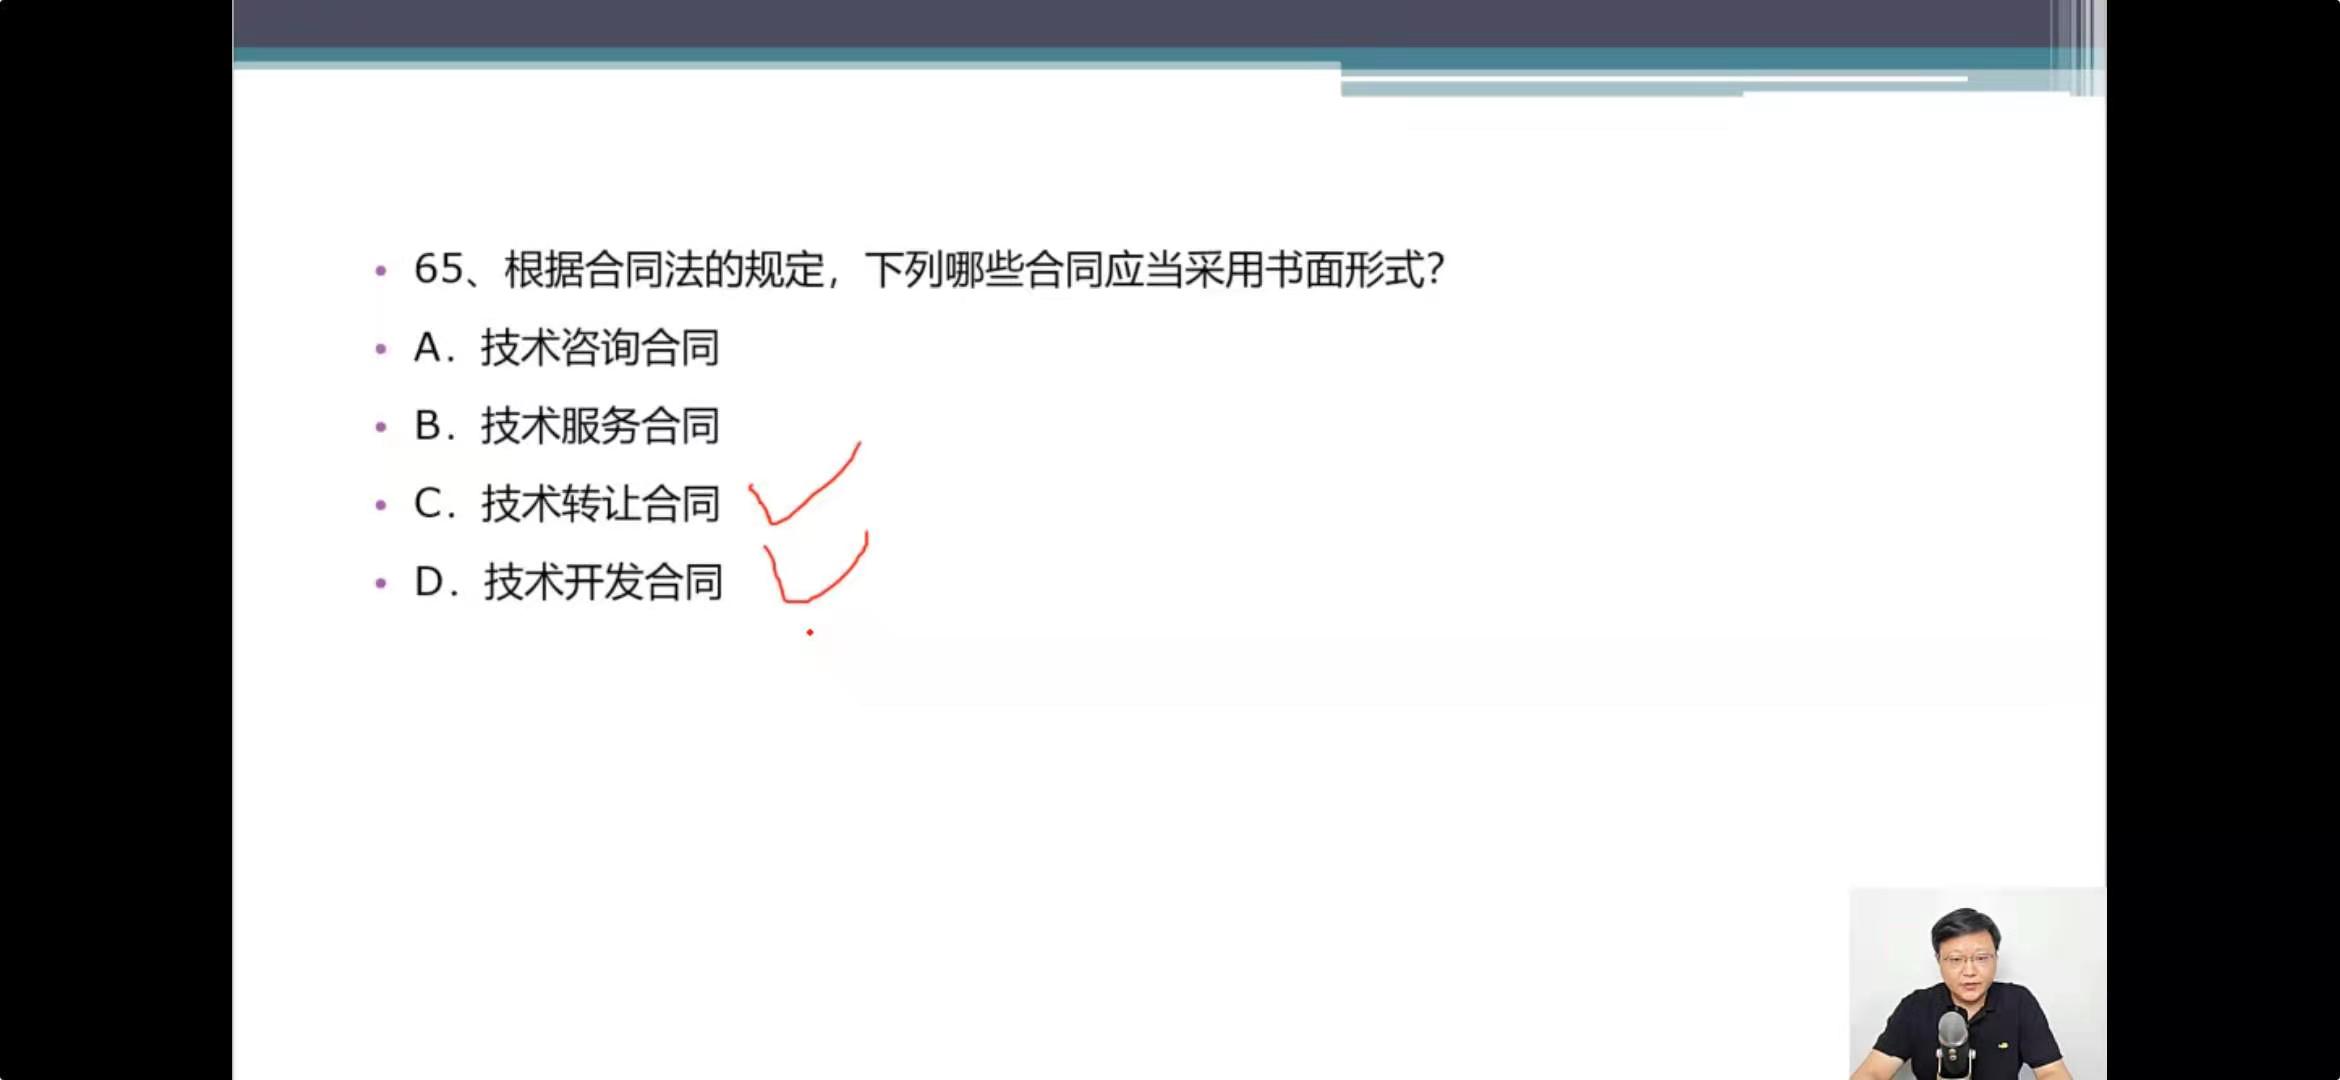 65、根据合同法的规定，下列哪些合同应当采用书面形式？
A．技术咨询合同
B．技术服务合同
C．技术转让合同
D．技术开发合同